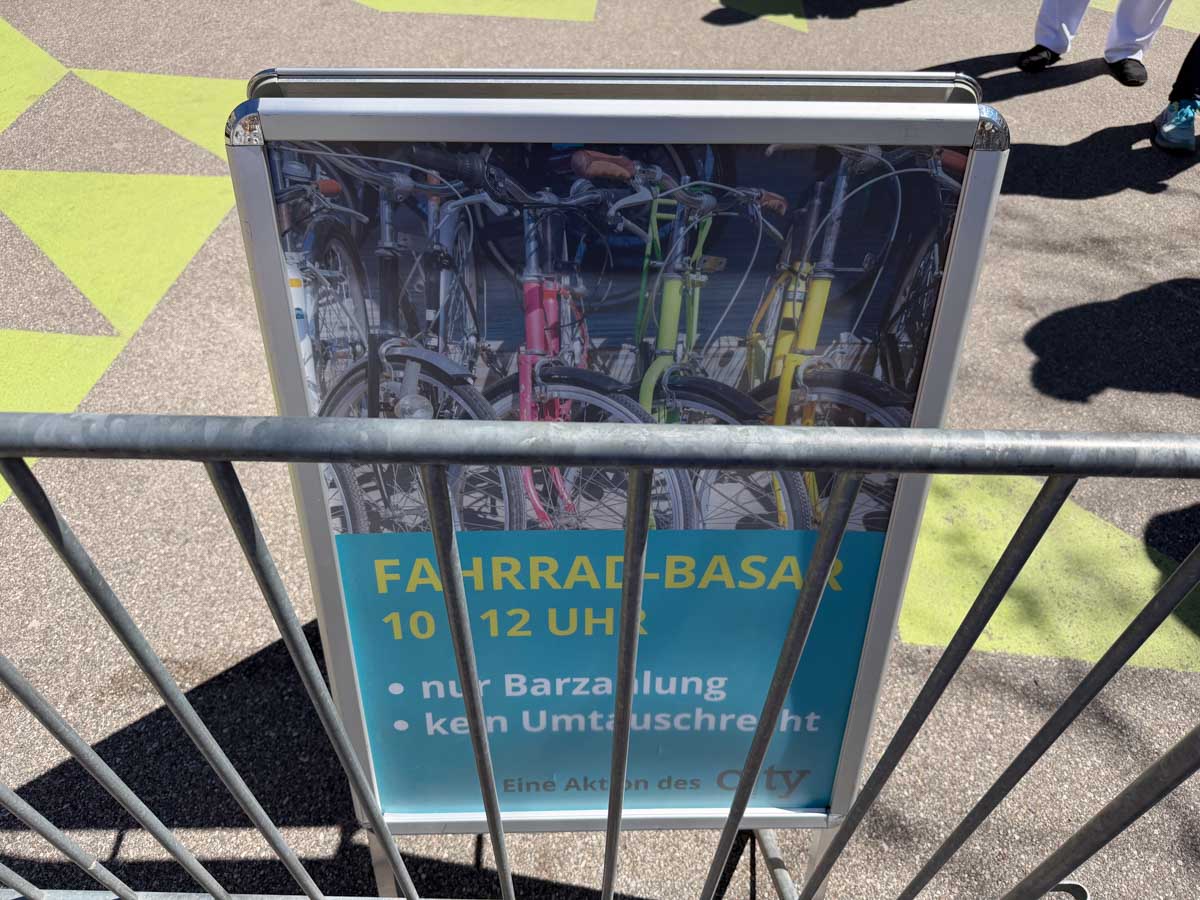 FAHRRAD-BASAR
10 12 UHR
• nur Barzahlung
• kein Umtauschrecht
Eine Aktion des City